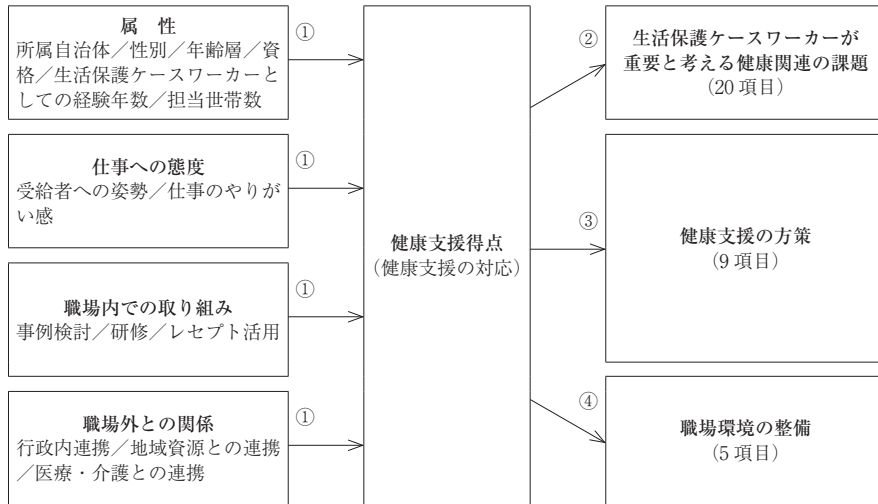 属　性
所属自治体／性別／年齢層／資
格／生活保護ケースワーカーと
しての経験年数／担当世帯数
①
仕事への態度
受給者への姿勢／仕事のやりが
い感
①
職場内での取り組み
事例検討／研修／レセプト活用
①
職場外との関係
行政内連携／地域資源との連携
／医療・介護との連携
①
健康支援得点
（健康支援の対応）
②
生活保護ケースワーカーが
重要と考える健康関連の課題
（20 項目）
③
健康支援の方策
（9 項目）
④
職場環境の整備
（5 項目）